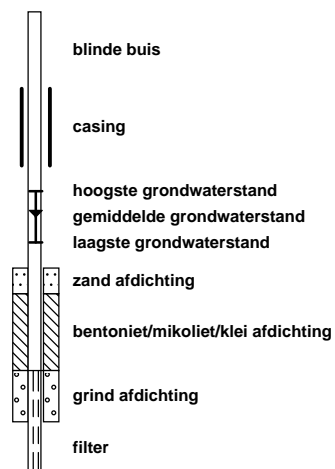 blinde buis
casing
hoogste grondwaterstand
gemiddelde grondwaterstand
laagste grondwaterstand
zand afdichting
bentoniet/mikoliet/klei afdichting
grind afdichting
filter